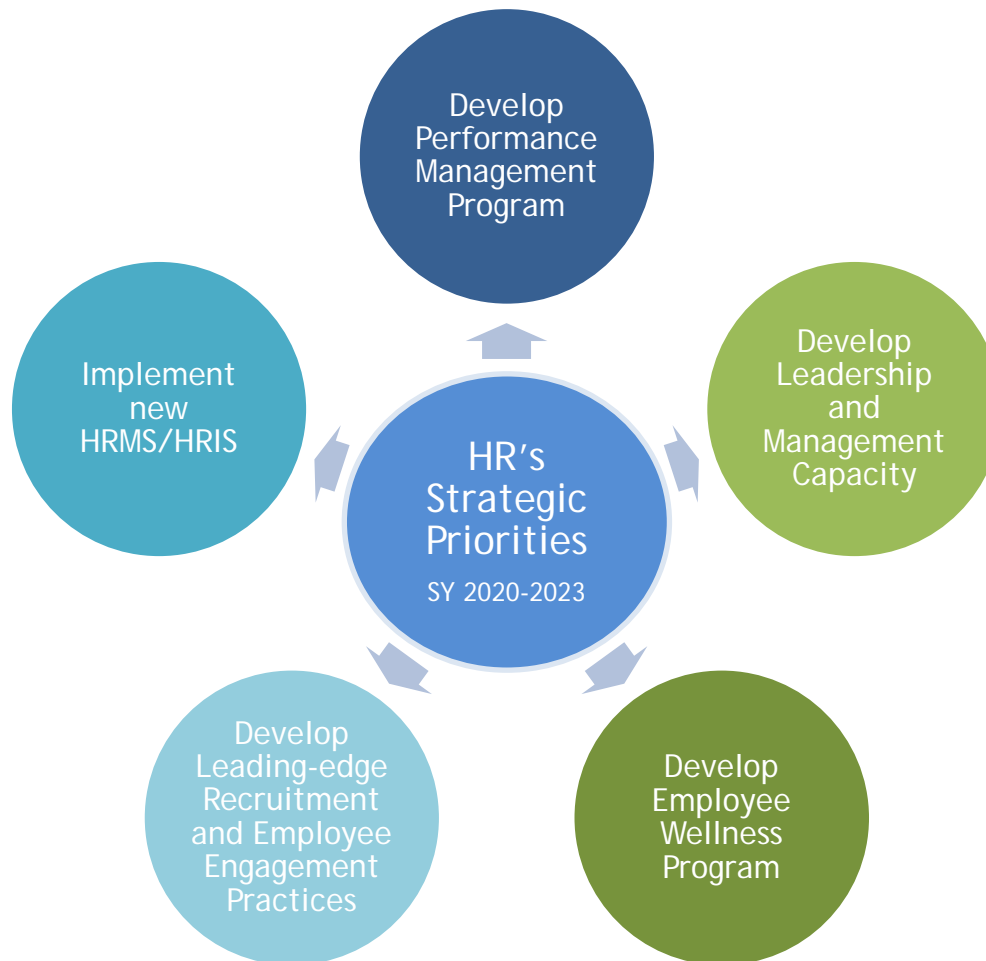 Develop
Performance
Management
Program
Develop
Leadership
and
Management
Capacity
Develop
Employee
Wellness
Program
Develop
Leading-edge
Recruitment
and Employee
Engagement
Practices
Implement
new
HRMS/HRIS
HR's
Strategic
Priorities
SY 2020-2023